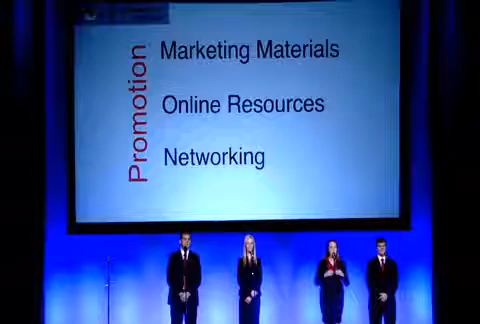 Promotion
Marketing Materials
Online Resources
Networking